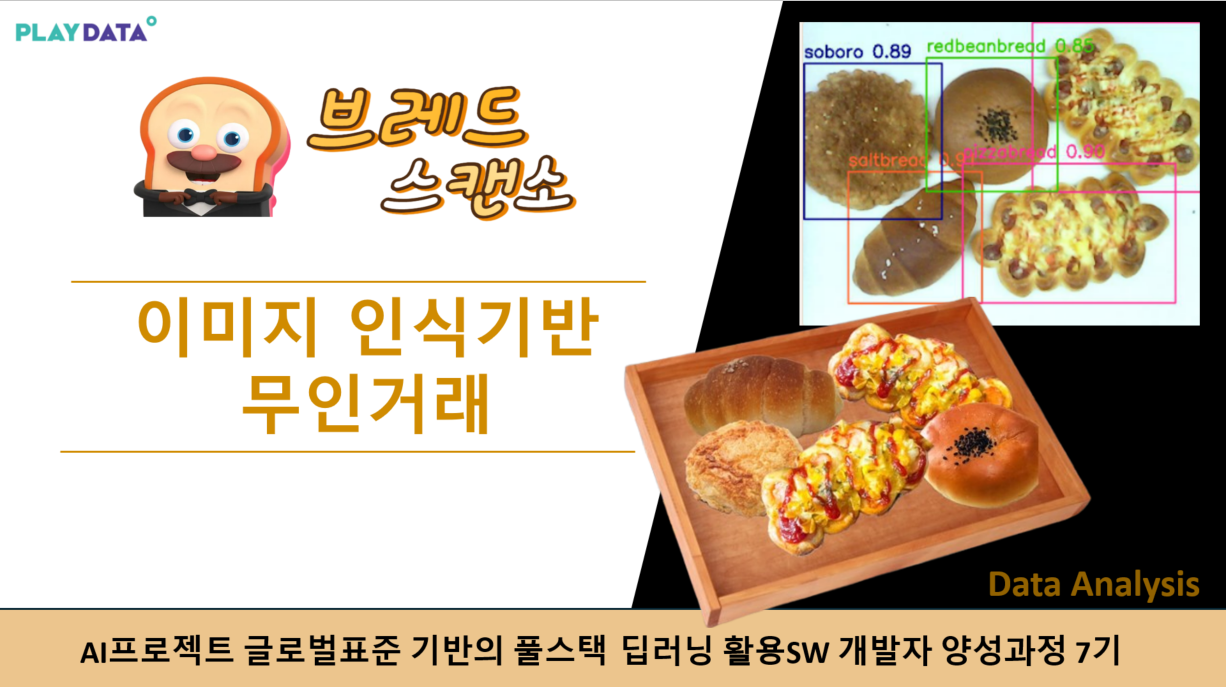 PLAYDATA
브레드
스캔소
이미지 인식기반
무인거래
soboro 0.89
redbeanbread 0.85
saltbread 0.9
pizzabread 0.90
Data Analysis
AI프로젝트 글로벌표준 기반의 풀스택 딥러닝 활용SW 개발자 양성과정 7기